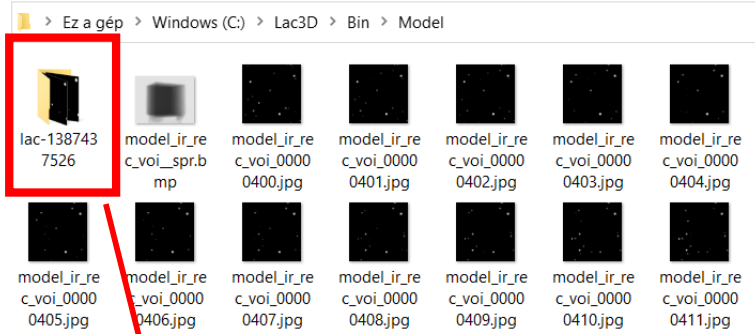 > Ez a gép > Windows (C:) > Lac3D > Bin > Model
lac-138743
7526
model_ir_re
c_voi__spr.b
mp
model_ir_re
c_voi_0000
0400.jpg
model_ir_re
c_voi_0000
0401.jpg
model_ir_re
c_voi_0000
0402.jpg
model_ir_re
c_voi_0000
0403.jpg
model_ir_re
c_voi_0000
0404.jpg
model_ir_re
c_voi_0000
0405.jpg
model_ir_re
c_voi_0000
0406.jpg
model_ir_re
c_voi_0000
0407.jpg
model_ir_re
c_voi_0000
0408.jpg
model_ir_re
c_voi_0000
0409.jpg
model_ir_re
c_voi_0000
0410.jpg
model_ir_re
c_voi_0000
0411.jpg